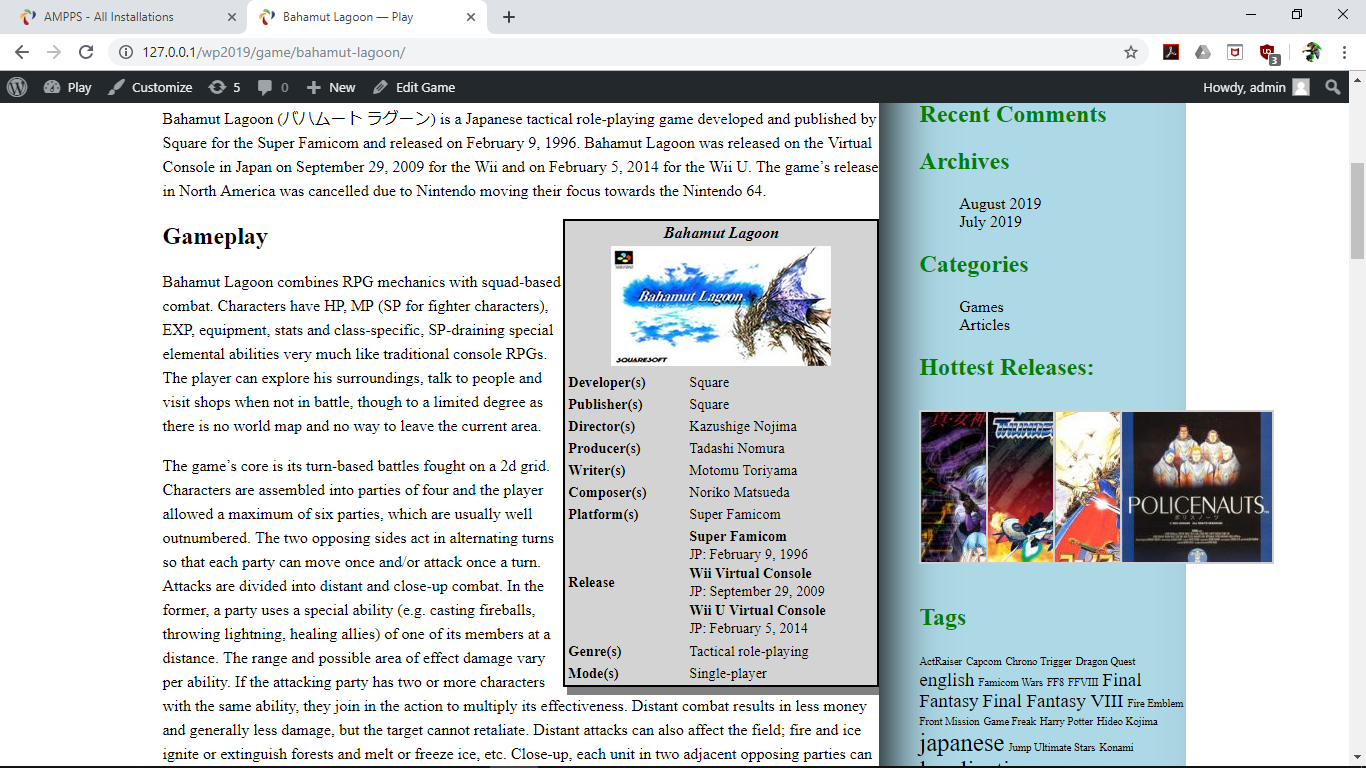 AMPPS - All Installations
Bahamut Lagoon — Play
127.0.0.1/wp2019/game/bahamut-lagoon/
3
Play
Customize
5
0
New
Edit Game
Howdy, admin
Bahamut Lagoon (バハムート ラグーン) is a Japanese tactical role-playing game developed and published by
Square for the Super Famicom and released on February 9, 1996. Bahamut Lagoon was released on the Virtual
Console in Japan on September 29, 2009 for the Wii and on February 5, 2014 for the Wii U. The game’s release
in North America was cancelled due to Nintendo moving their focus towards the Nintendo 64.
Gameplay
Bahamut Lagoon combines RPG mechanics with squad-based
combat. Characters have HP, MP (SP for fighter characters),
EXP, equipment, stats and class-specific, SP-draining special
elemental abilities very much like traditional console RPGs.
The player can explore his surroundings, talk to people and
visit shops when not in battle, though to a limited degree as
there is no world map and no way to leave the current area.
The game’s core is its turn-based battles fought on a 2d grid.
Characters are assembled into parties of four and the player
allowed a maximum of six parties, which are usually well
outnumbered. The two opposing sides act in alternating turns
so that each party can move once and/or attack once a turn.
Attacks are divided into distant and close-up combat. In the
former, a party uses a special ability (e.g. casting fireballs,
throwing lightning, healing allies) of one of its members at a
distance. The range and possible area of effect damage vary
per ability. If the attacking party has two or more characters
with the same ability, they join in the action to multiply its effectiveness. Distant combat results in less money
and generally less damage, but the target cannot retaliate. Distant attacks can also affect the field; fire and ice
ignite or extinguish forests and melt or freeze ice, etc. Close-up, each unit in two adjacent opposing parties can
Bahamut Lagoon
Bahamut Lagoon
SQUARESOFT
Developer(s) Square
Publisher(s) Square
Director(s) Kazushige Nojima
Producer(s) Tadashi Nomura
Writer(s) Motomu Toriyama
Composer(s) Noriko Matsueda
Platform(s) Super Famicom
Release
Super Famicom
JP: February 9, 1996
Wii Virtual Console
JP: September 29, 2009
Wii U Virtual Console
JP: February 5, 2014
Genre(s) Tactical role-playing
Mode(s) Single-player
Recent Comments
Archives
August 2019
July 2019
Categories
Games
Articles
Hottest Releases:
真・女神
THUNDE
POLICENAUTS
ポリスノーツ
Tags
ActRaiser Capcom Chrono Trigger Dragon Quest
english Famicom Wars FF8 FFVIII Final
Fantasy Final Fantasy VIII Fire Emblem
Front Mission Game Freak Harry Potter Hideo Kojima
japanese Jump Ultimate Stars Konami